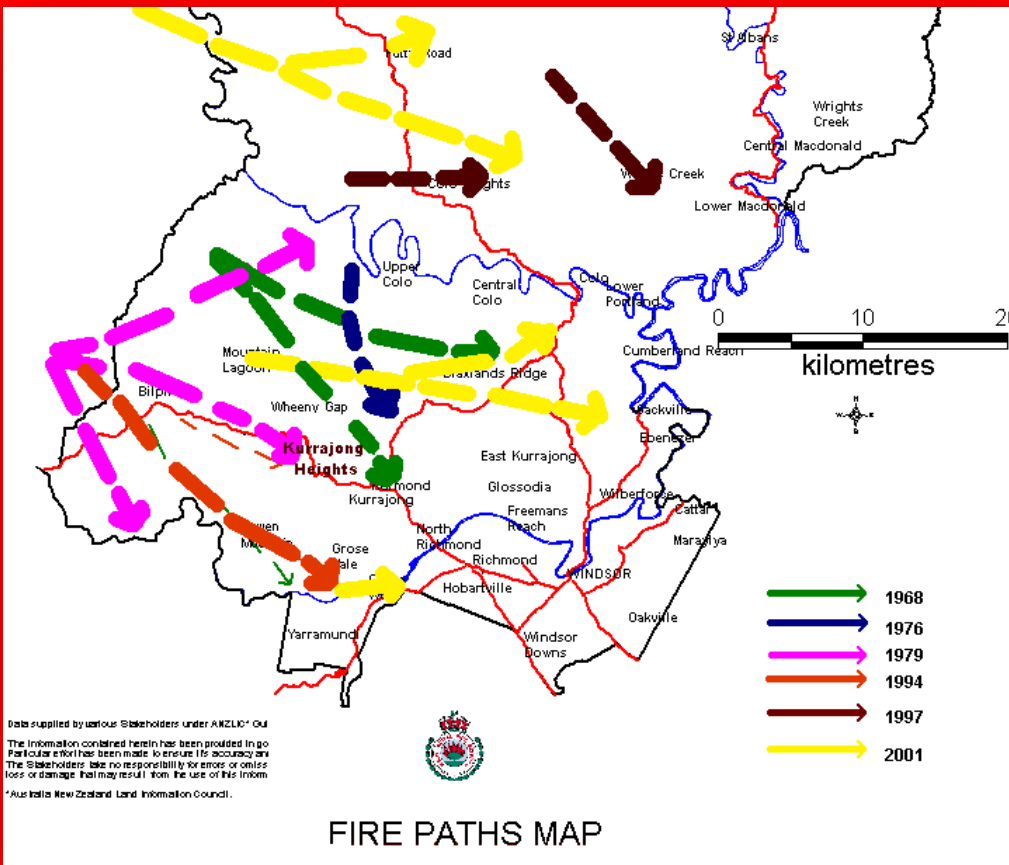 St Albans
Putty Road
Wrights
Creek
Central Macdonald
Creek
Lower Macdonald
Upper
Colo
Central
Colo
Colo
Lower
Portland
0 10
kilometres
Mountain
Lagoon
Cumberland Reach
Wheeny Gap
Sackville
Ebenezer
Kurrajong
Heights
East Kurrajong
Kurrajong
Glossodia
Wilberforce
Freemans
Reach
Cattai
Maraylya
North
Richmond
Grose
Richmond
WINDSOR
Hobartville
Oakville
Yarramundi
Windsor
Downs
1968
1976
1979
1994
1997
2001
Data supplied by various Stakeholders under ANZLIC* Gui
The information contained herein has been provided in go
Particular effort has been made to ensure it's accuracy an
The Stakeholders take no responsibility for errors or omiss
loss or damage that may result from the use of this inform
*Australia New Zealand Land Information Council.
FIRE PATHS MAP